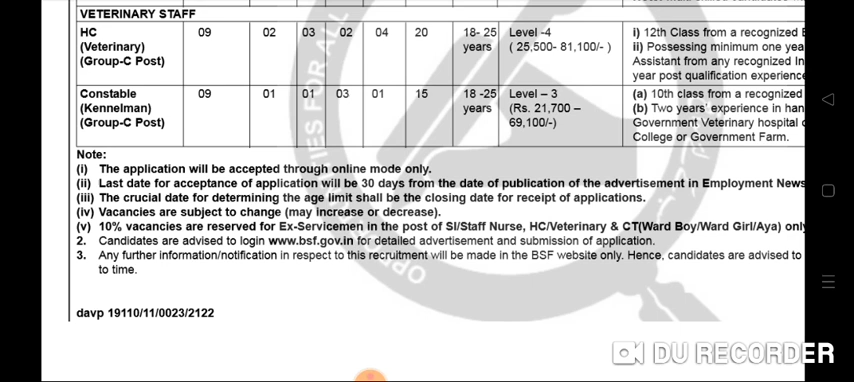 VETERINARY STAFF
HC (Veterinary) (Group-C Post) 09 02 03 02 04 20 18- 25 years Level -4 ( 25,500- 81,100/- ) i) 12th Class from a recognized
ii) Possessing minimum one yea
Assistant from any recognized In
year post qualification experience
Constable (Kennelman) (Group-C Post) 09 01 01 03 01 15 18 -25 years Level – 3 (Rs. 21,700 – 69,100/-) (a) 10th class from a recognized
(b) Two years' experience in han
Government Veterinary hospital
College or Government Farm.
Note:
(i) The application will be accepted through online mode only.
(ii) Last date for acceptance of application will be 30 days from the date of publication of the advertisement in Employment News
(iii) The crucial date for determining the age limit shall be the closing date for receipt of applications.
(iv) Vacancies are subject to change (may increase or decrease).
(v) 10% vacancies are reserved for Ex-Servicemen in the post of SI/Staff Nurse, HC/Veterinary & CT(Ward Boy/Ward Girl/Aya) only
2. Candidates are advised to login www.bsf.gov.in for detailed advertisement and submission of application.
3. Any further information/notification in respect to this recruitment will be made in the BSF website only. Hence, candidates are advised to
to time.
davp 19110/11/0023/2122
DU RECORDER